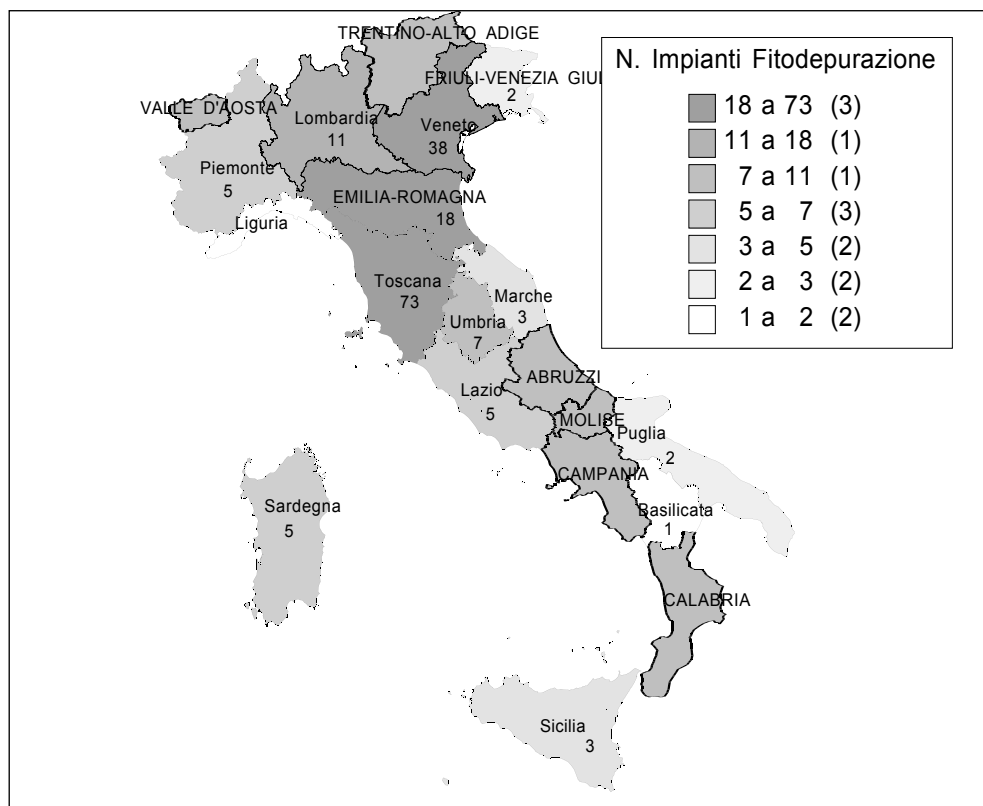 TRENTINO-ALTO ADIGE
FRIULI-VENEZIA GIUL
2
VALLE D'AOSTA
Lombardia
11
Veneto
38
Piemonte
5
EMILIA-ROMAGNA
18
Liguria
Toscana
73
Marche
3
Umbria
7
Lazio
5
ABRUZZI
MOLISE
Puglia
2
CAMPANIA
Basilicata
1
Sardegna
5
CALABRIA
Sicilia
3
N. Impianti Fitodepurazione
18 a 73 (3)
11 a 18 (1)
7 a 11 (1)
5 a 7 (3)
3 a 5 (2)
2 a 3 (2)
1 a 2 (2)